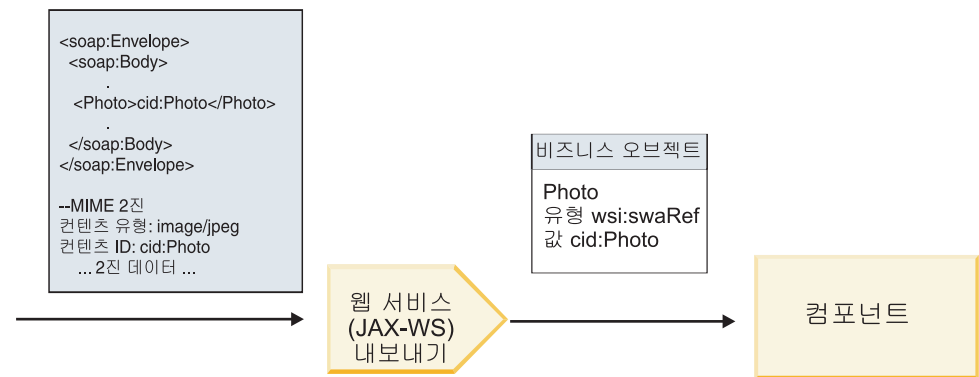 <soap:Envelope>
<soap:Body>
.
<Photo>cid:Photo</Photo>
.
</soap:Body>
</soap:Envelope>
--MIME 2진
컨텐츠 유형: image/jpeg
컨텐츠 ID: cid:Photo
... 2진 데이터 ...
웹 서비스
(JAX-WS)
내보내기
비즈니스 오브젝트
Photo
유형 wsi:swaRef
값 cid:Photo
컴포넌트